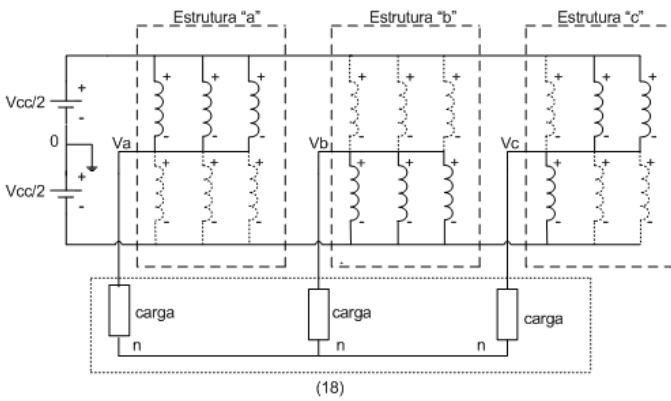 Estrutura "a"
Estrutura "b"
Estrutura "c"
+ + + + + + + + +
+
Vcc/2
-
- - - - - - - - -
0
Va
Vb
Vc
+ + + + + + + + +
+
Vcc/2
-
- - - - - - - - -
carga
carga
carga
n
n
n
(18)